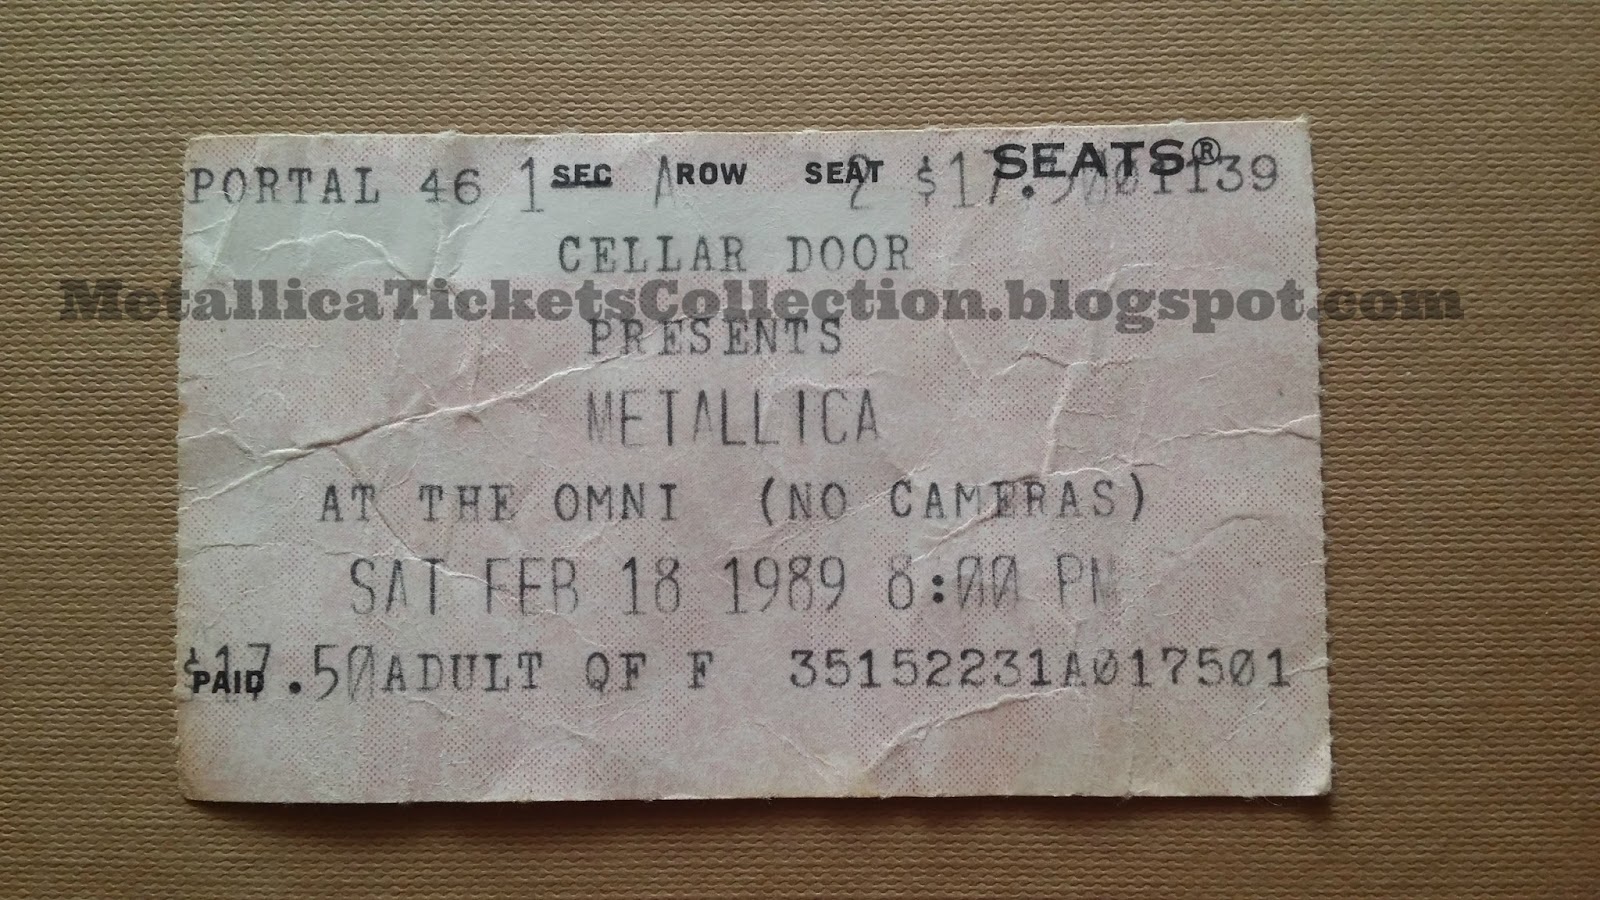 PORTAL 46 1 SEC A ROW 2 SEAT $17.50 SEATS® 1139
CELLAR DOOR
MetallicaTicketsCollection.blogspot.com
PRESENTS
METALLICA
AT THE OMNI (NO CAMERAS)
SAT FEB 18 1989 8:00 PM
$17.50 PAID ADULT QF F 35152231A017501